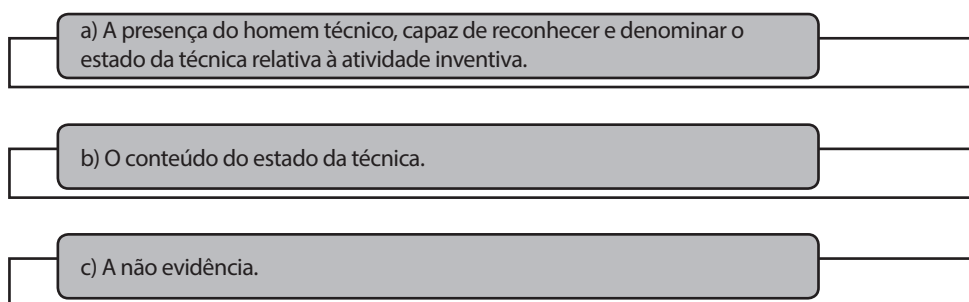 a) A presença do homem técnico, capaz de reconhecer e denominar o
estado da técnica relativa à atividade inventiva.
b) O conteúdo do estado da técnica.
c) A não evidência.